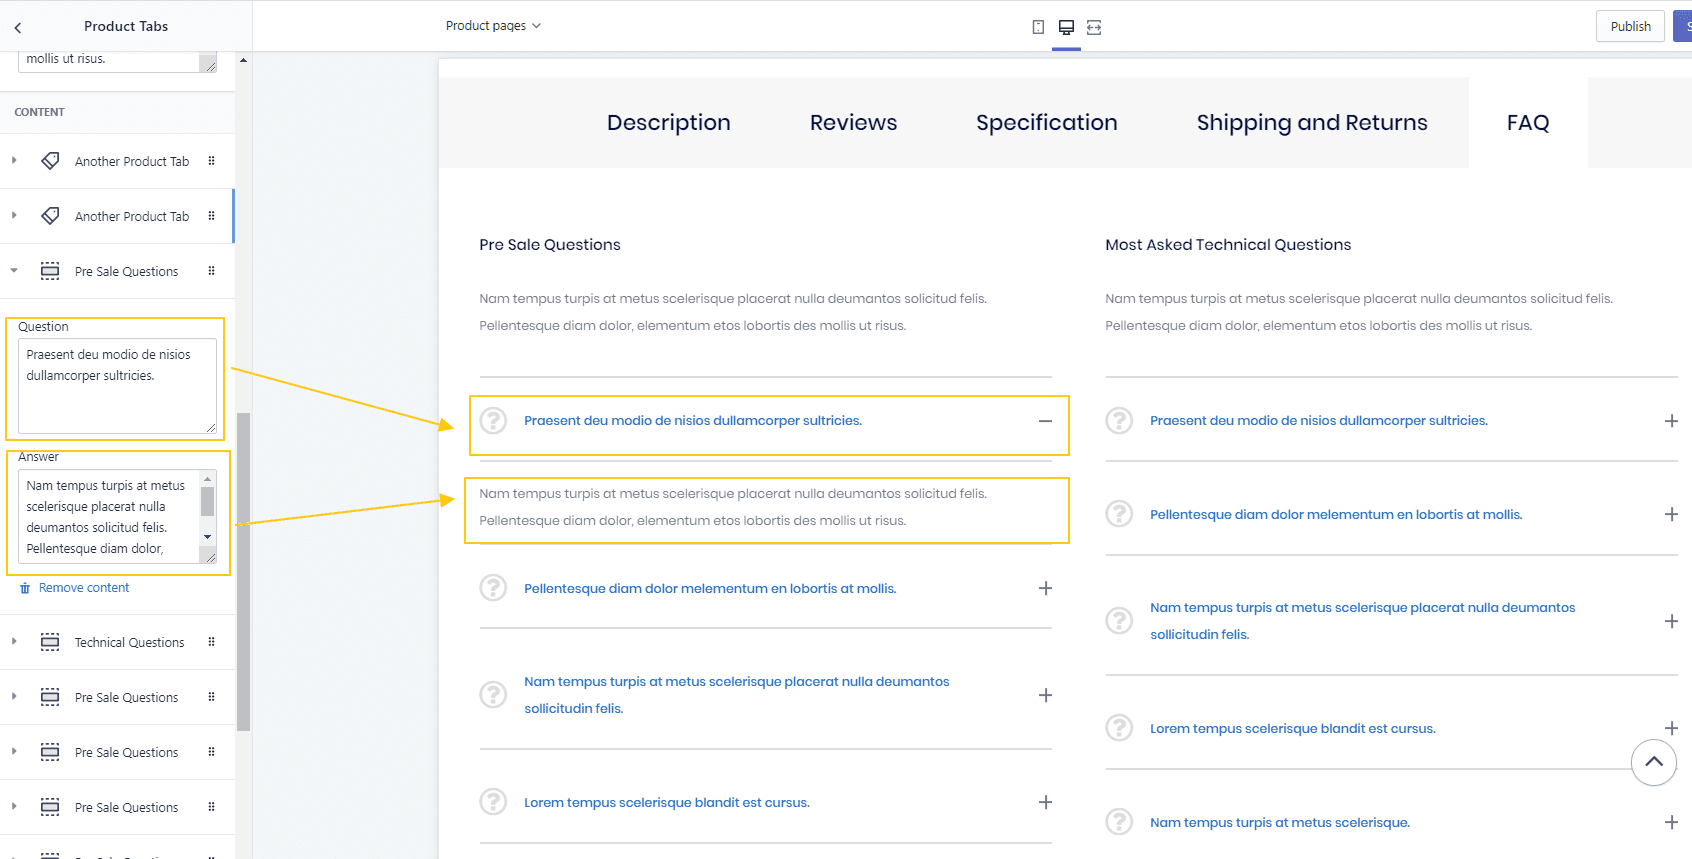 Product Tabs
Product pages
Publish
mollis ut risus.
CONTENT
Another Product Tab
Another Product Tab
Pre Sale Questions
Question
Praesent deu modio de nisios
dullamcorper sultricies.
Answer
Nam tempus turpis at metus
scelerisque placerat nulla
deumantos solicitud felis.
Pellentesque diam dolor,
Remove content
Technical Questions
Pre Sale Questions
Pre Sale Questions
Pre Sale Questions
Description
Reviews
Specification
Shipping and Returns
FAQ
Pre Sale Questions
Nam tempus turpis at metus scelerisque placerat nulla deumantos solicitud felis.
Pellentesque diam dolor, elementum etos lobortis des mollis ut risus.
Praesent deu modio de nisios dullamcorper sultricies.
Nam tempus turpis at metus scelerisque placerat nulla deumantos solicitud felis.
Pellentesque diam dolor, elementum etos lobortis des mollis ut risus.
Pellentesque diam dolor melementum en lobortis at mollis.
Nam tempus turpis at metus scelerisque placerat nulla deumantos
sollicitudin felis.
Lorem tempus scelerisque blandit est cursus.
Most Asked Technical Questions
Nam tempus turpis at metus scelerisque placerat nulla deumantos solicitud felis.
Pellentesque diam dolor, elementum etos lobortis des mollis ut risus.
Praesent deu modio de nisios dullamcorper sultricies.
Pellentesque diam dolor melementum en lobortis at mollis.
Nam tempus turpis at metus scelerisque placerat nulla deumantos
sollicitudin felis.
Lorem tempus scelerisque blandit est cursus.
Nam tempus turpis at metus scelerisque.